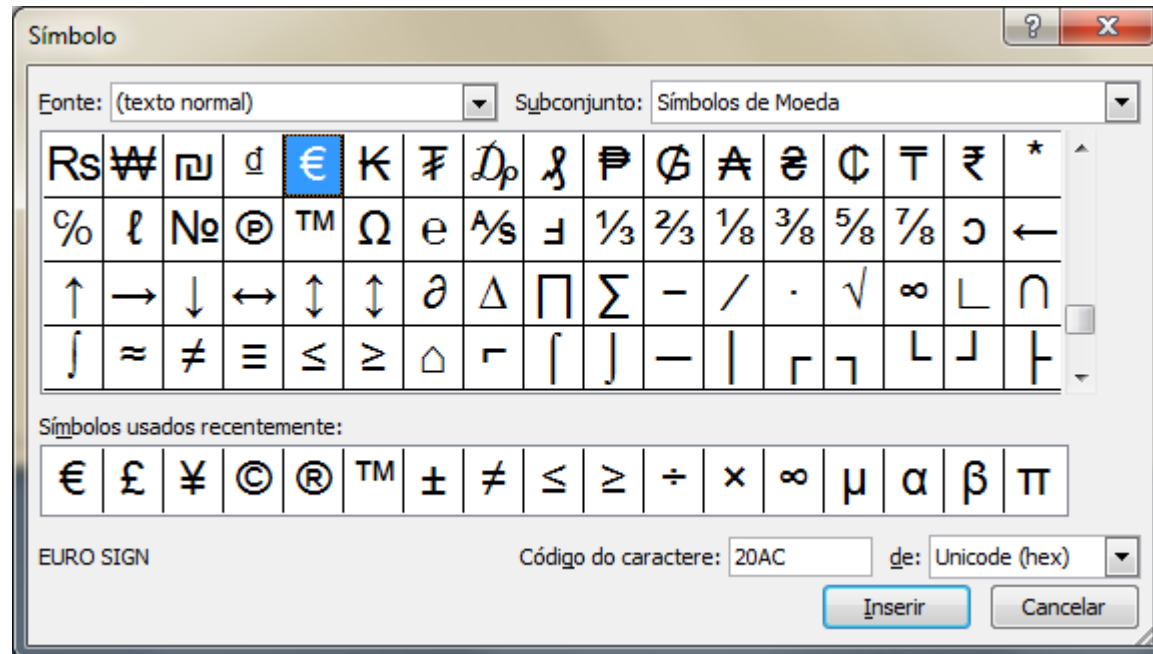 Símbolo
Fonte: (texto normal) Subconjunto: Símbolos de Moeda
₨ ₩ ₪ ₫ € ₭ ₮ ₯ ₰ ₱ ₲ ₳ ₴ ₵ ₸ ₹ *
℅ ℓ № ℗ ™ Ω ℮ ⅍ Ⅎ ⅓ ⅔ ⅛ ⅜ ⅝ ⅞ ↄ ←
↑ → ↓ ↔ ↕ ↨ ∂ ∆ ∏ ∑ − ∕ ∙ √ ∞ ∟ ∩
∫ ≈ ≠ ≡ ≤ ≥ ⌂ ⌐ ⌠ ⌡ ─ │ ┌ ┐ └ ┘ ├
Símbolos usados recentemente:
€ £ ¥ © ® ™ ± ≠ ≤ ≥ ÷ × ∞ µ α β π
EURO SIGN Código do caractere: 20AC de: Unicode (hex)
Inserir Cancelar